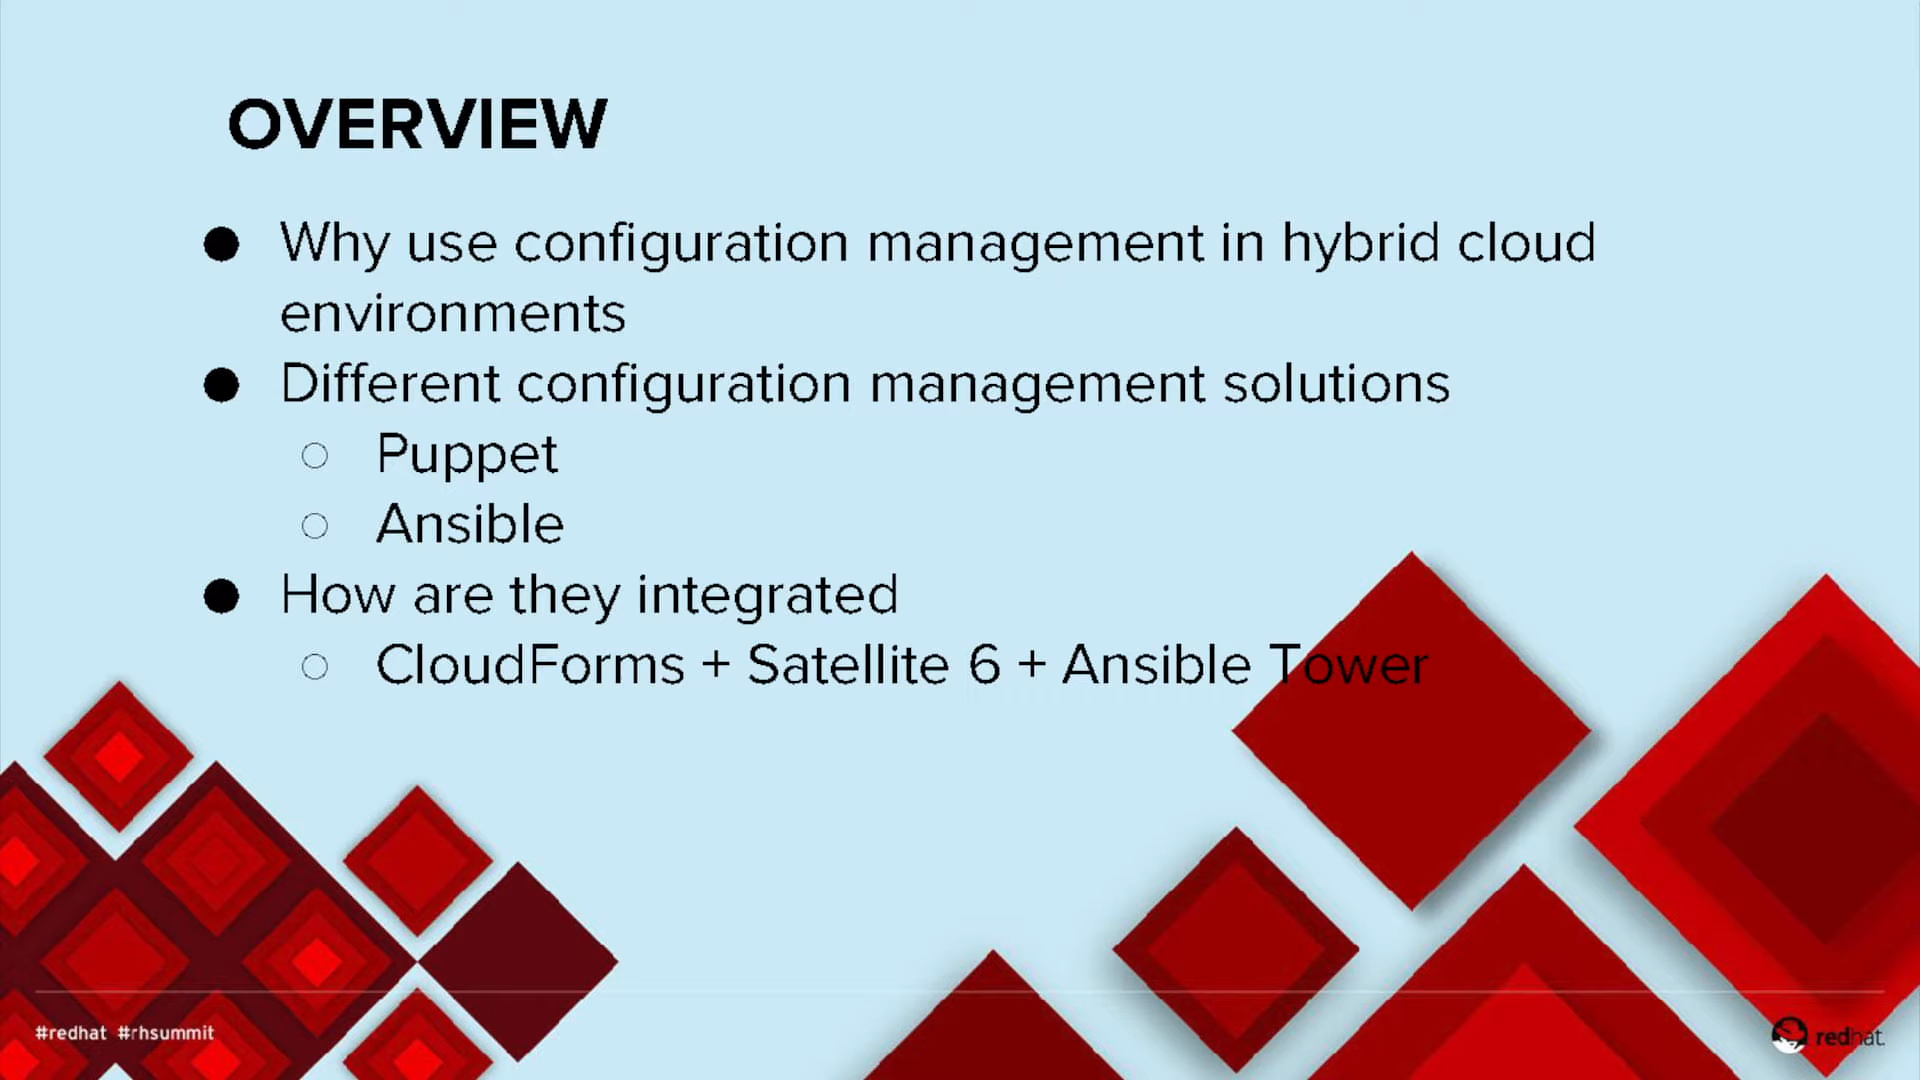 OVERVIEW
● Why use configuration management in hybrid cloud
environments
● Different configuration management solutions
○ Puppet
○ Ansible
● How are they integrated
○ CloudForms + Satellite 6 + Ansible Tower
#redhat #rhsummit
redhat.